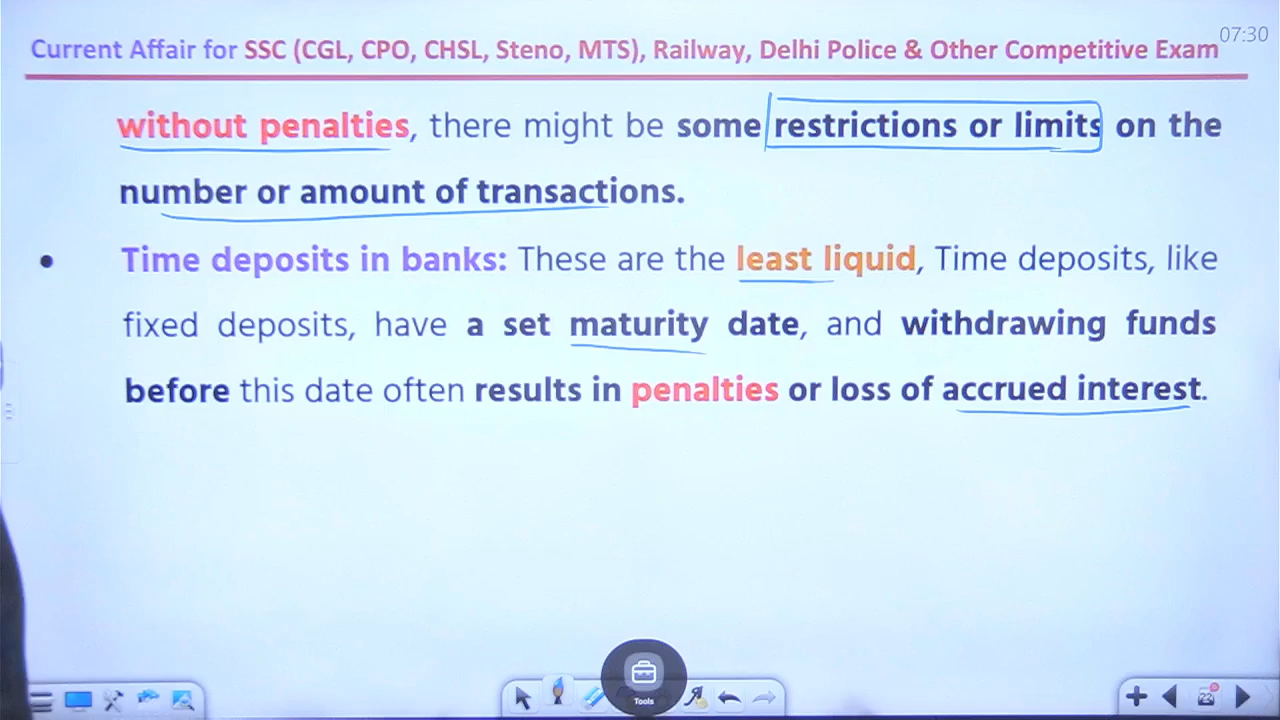 07:30
Current Affair for SSC (CGL, CPO, CHSL, Steno, MTS), Railway, Delhi Police & Other Competitive Exam
without penalties, there might be some restrictions or limits on the
number or amount of transactions.
• Time deposits in banks: These are the least liquid, Time deposits, like
fixed deposits, have a set maturity date, and withdrawing funds
before this date often results in penalties or loss of accrued interest.
Tools
22